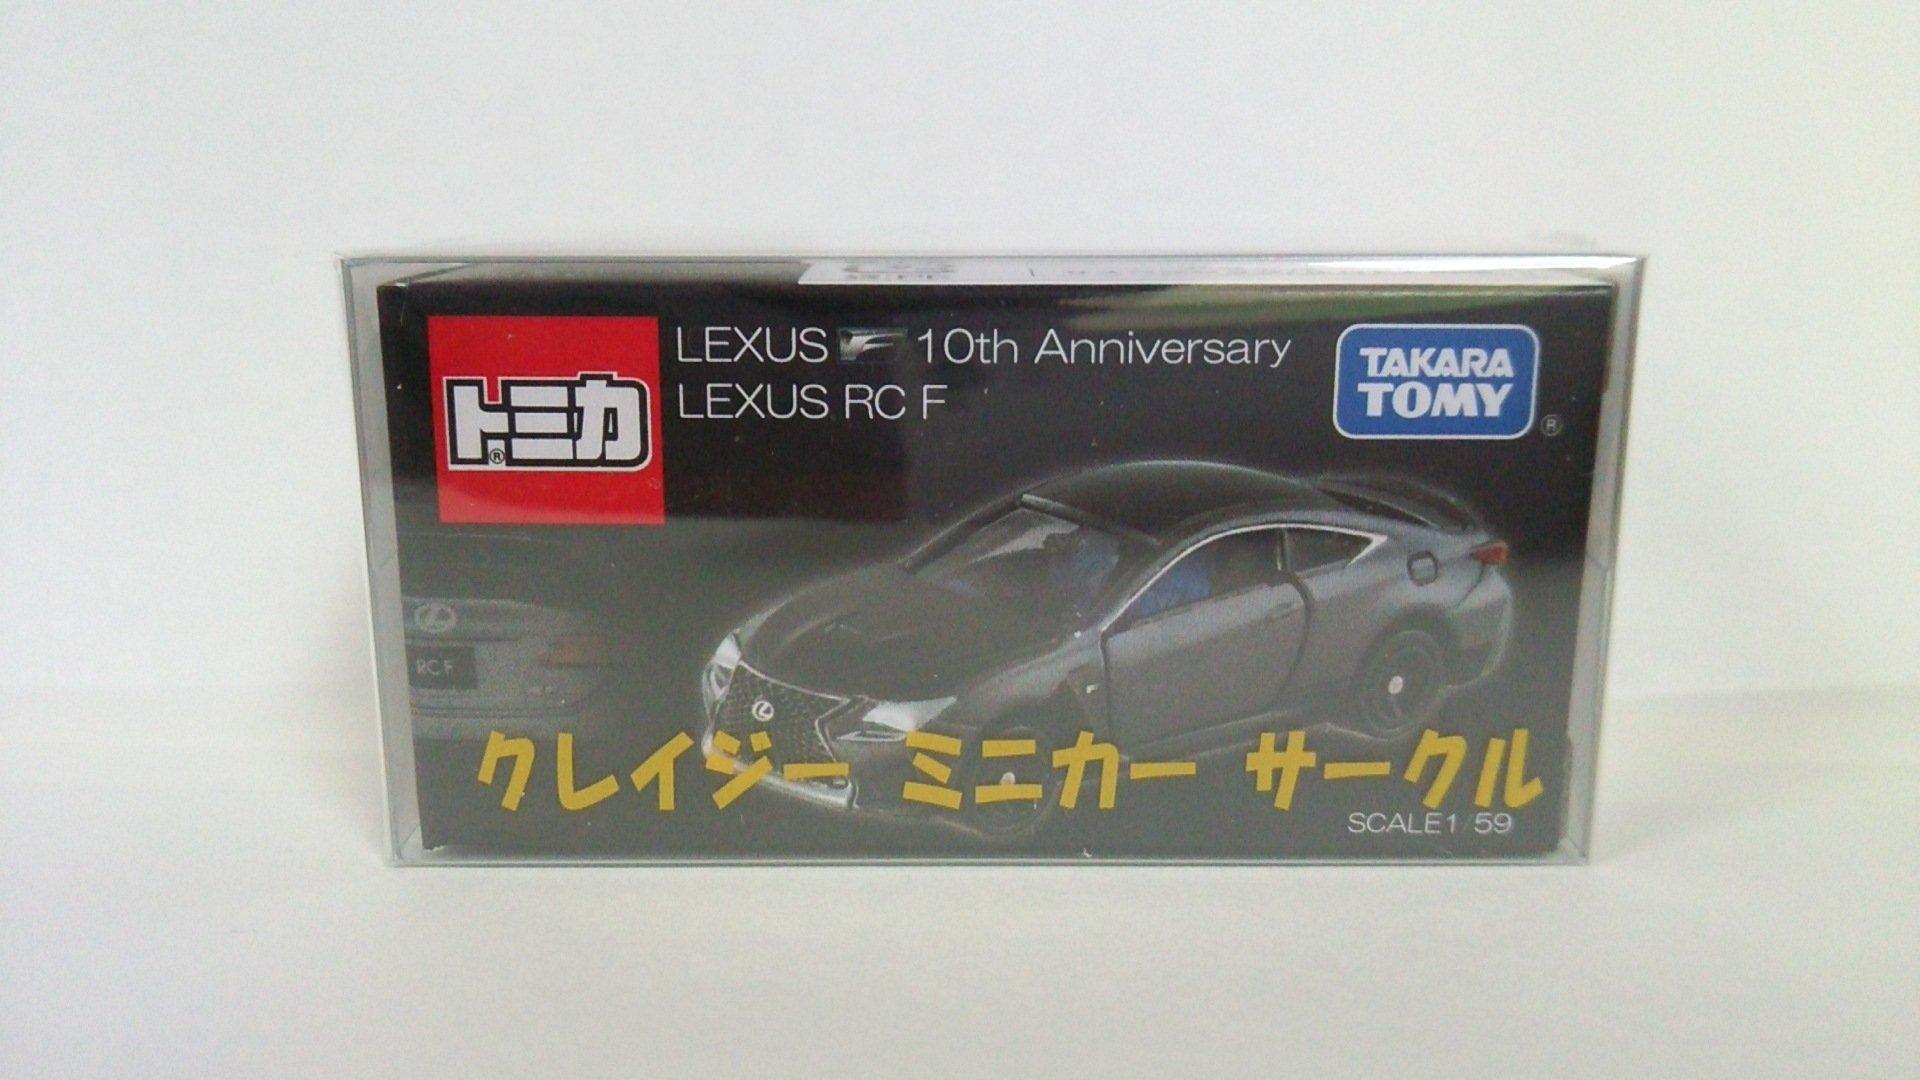 LEXUS F 10th Anniversary
LEXUS RC F
トミカ®
TAKARA
TOMY®
RC F
クレイジー ミニカー サークル
SCALE1/59